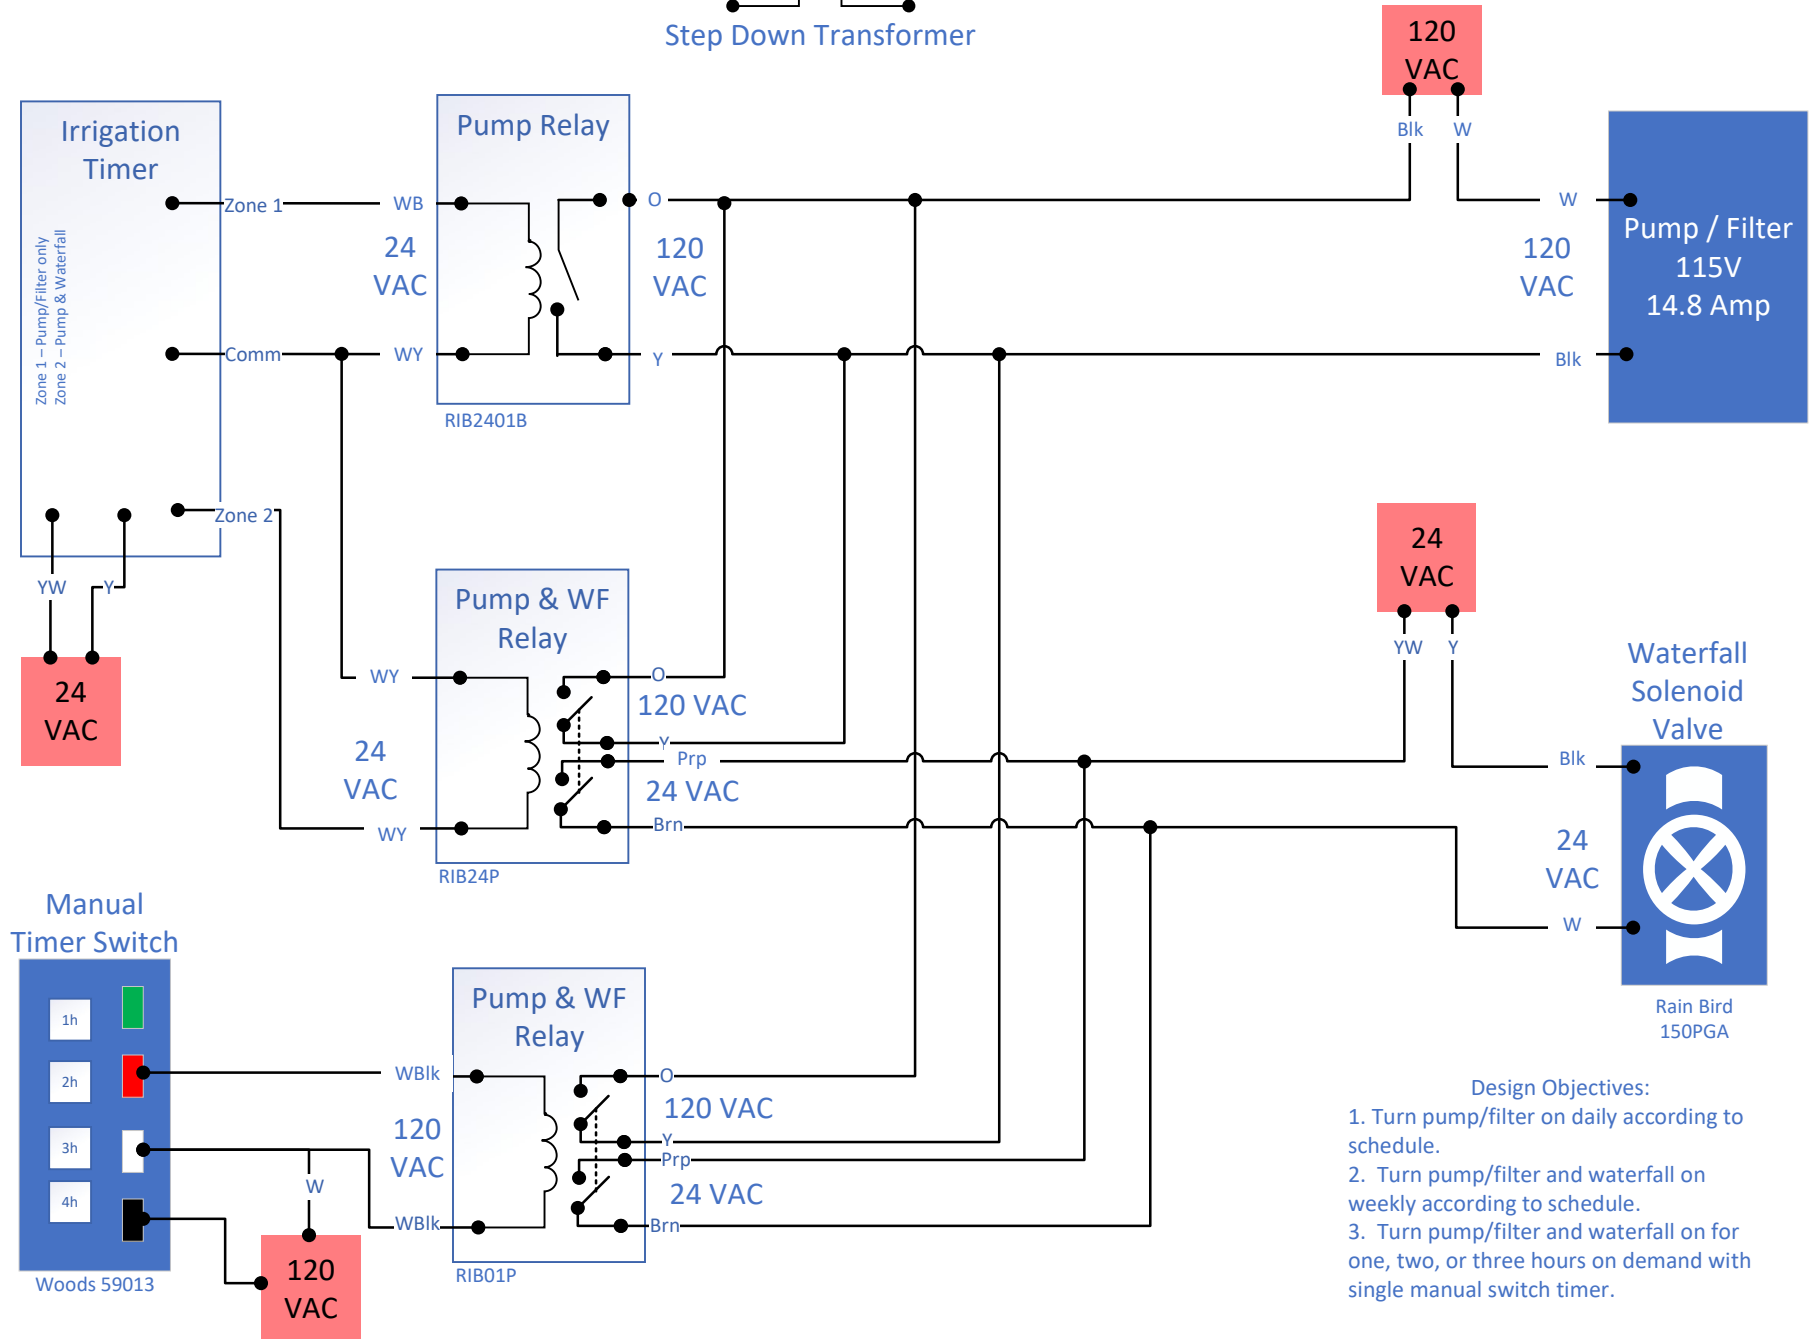 Step Down Transformer
120
VAC
Blk
W
Irrigation
Timer
Zone 1 – Pump/Filter only
Zone 2 – Pump & Waterfall
Zone 1
Comm
Zone 2
YW
Y
24
VAC
WB
24
VAC
WY
Pump Relay
RIB2401B
O
120
VAC
Y
W
120
VAC
Blk
Pump / Filter
115V
14.8 Amp
Pump & WF
Relay
WY
24
VAC
WY
RIB24P
O
120 VAC
Y
Prp
24 VAC
Brn
24
VAC
YW
Y
Waterfall
Solenoid
Valve
Blk
24
VAC
W
Rain Bird
150PGA
Manual
Timer Switch
1h
2h
3h
4h
Woods 59013
W
120
VAC
WBlk
120
VAC
WBlk
Pump & WF
Relay
RIB01P
O
120 VAC
Y
Prp
24 VAC
Brn
Design Objectives:
1. Turn pump/filter on daily according to
schedule.
2.  Turn pump/filter and waterfall on
weekly according to schedule.
3.  Turn pump/filter and waterfall on for
one, two, or three hours on demand with
single manual switch timer.